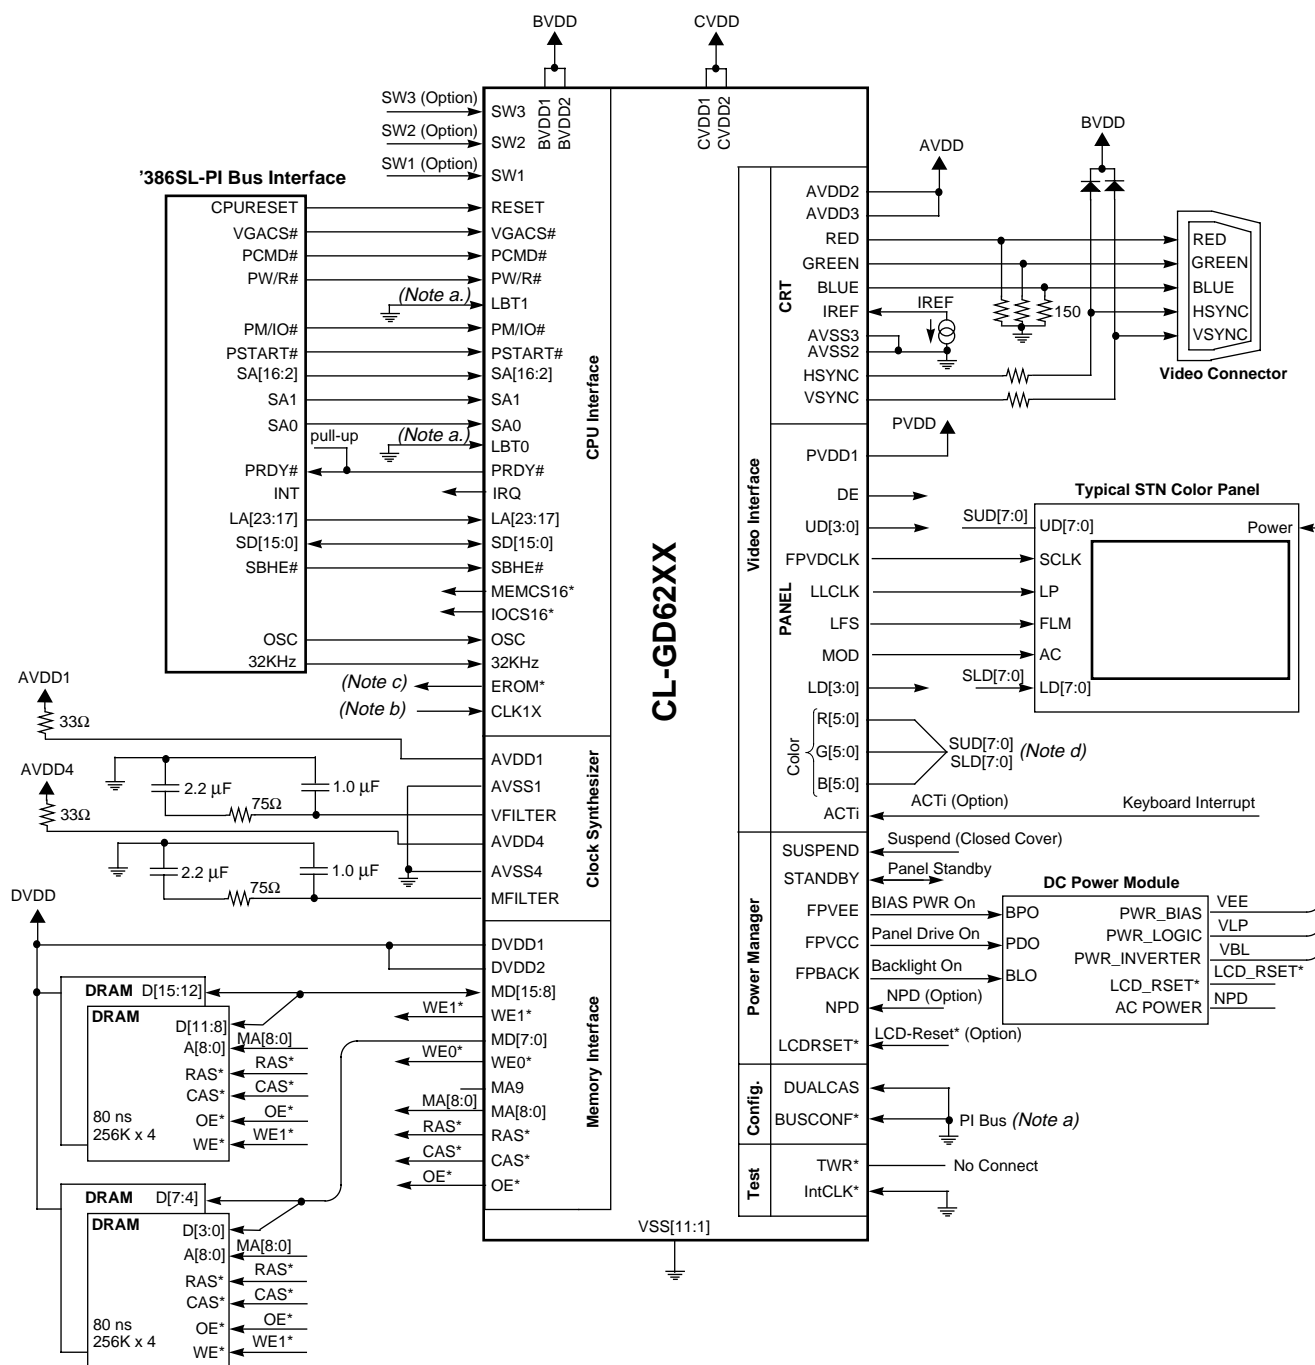 BVDD
CVDD
BVDD1
BVDD2
CVDD1
CVDD2
SW3 (Option)
SW3
SW2 (Option)
SW2
SW1 (Option)
SW1
'386SL-PI Bus Interface
CPURESET
RESET
VGACS#
VGACS#
PCMD#
PCMD#
PW/R#
PW/R#
(Note a.)
LBT1
PM/IO#
PM/IO#
PSTART#
PSTART#
SA[16:2]
SA[16:2]
SA1
SA1
SA0
SA0
pull-up
(Note a.)
LBT0
PRDY#
PRDY#
INT
IRQ
LA[23:17]
LA[23:17]
SD[15:0]
SD[15:0]
SBHE#
SBHE#
MEMCS16*
IOCS16*
OSC
OSC
32KHz
32KHz
(Note c)
EROM*
(Note b)
CLK1X
CPU Interface
AVDD1
33Ω
AVDD1
2.2 µF
1.0 µF
AVSS1
75Ω
VFILTER
AVDD4
33Ω
AVDD4
2.2 µF
1.0 µF
AVSS4
75Ω
MFILTER
Clock Synthesizer
DVDD
DVDD1
DVDD2
MD[15:8]
WE1*
WE1*
MD[7:0]
WE0*
WE0*
MA9
MA[8:0]
MA[8:0]
RAS*
RAS*
CAS*
CAS*
OE*
OE*
Memory Interface
DRAM D[15:12]
DRAM
D[11:8]
A[8:0]
MA[8:0]
RAS*
RAS*
CAS*
CAS*
80 ns
OE*
OE*
256K x 4
WE*
WE1*
DRAM D[7:4]
DRAM
D[3:0]
A[8:0]
MA[8:0]
RAS*
RAS*
CAS*
CAS*
80 ns
OE*
OE*
256K x 4
WE*
WE1*
CL-GD62XX
VSS[11:1]
Video Interface
CRT
AVDD
BVDD
AVDD2
AVDD3
RED
RED
GREEN
GREEN
BLUE
BLUE
IREF
IREF
150
HSYNC
AVSS3
AVSS2
VSYNC
HSYNC
VSYNC
Video Connector
PANEL
PVDD
PVDD1
DE
UD[3:0]
FPVDCLK
LLCLK
LFS
MOD
LD[3:0]
Typical STN Color Panel
SUD[7:0]
UD[7:0]
Power
SCLK
LP
FLM
AC
SLD[7:0]
LD[7:0]
Color
R[5:0]
G[5:0]
B[5:0]
SUD[7:0]
SLD[7:0]
(Note d)
ACTi
ACTi (Option)
Keyboard Interrupt
Power Manager
SUSPEND
Suspend (Closed Cover)
STANDBY
Panel Standby
FPVEE
BIAS PWR On
FPVCC
Panel Drive On
FPBACK
Backlight On
NPD
NPD (Option)
LCDRSET*
LCD-Reset* (Option)
DC Power Module
BPO
PDO
BLO
PWR_BIAS
VEE
PWR_LOGIC
VLP
PWR_INVERTER
VBL
LCD_RSET*
LCD_RSET*
AC POWER
NPD
Config.
DUALCAS
BUSCONF*
PI Bus (Note a)
Test
TWR*
No Connect
IntCLK*